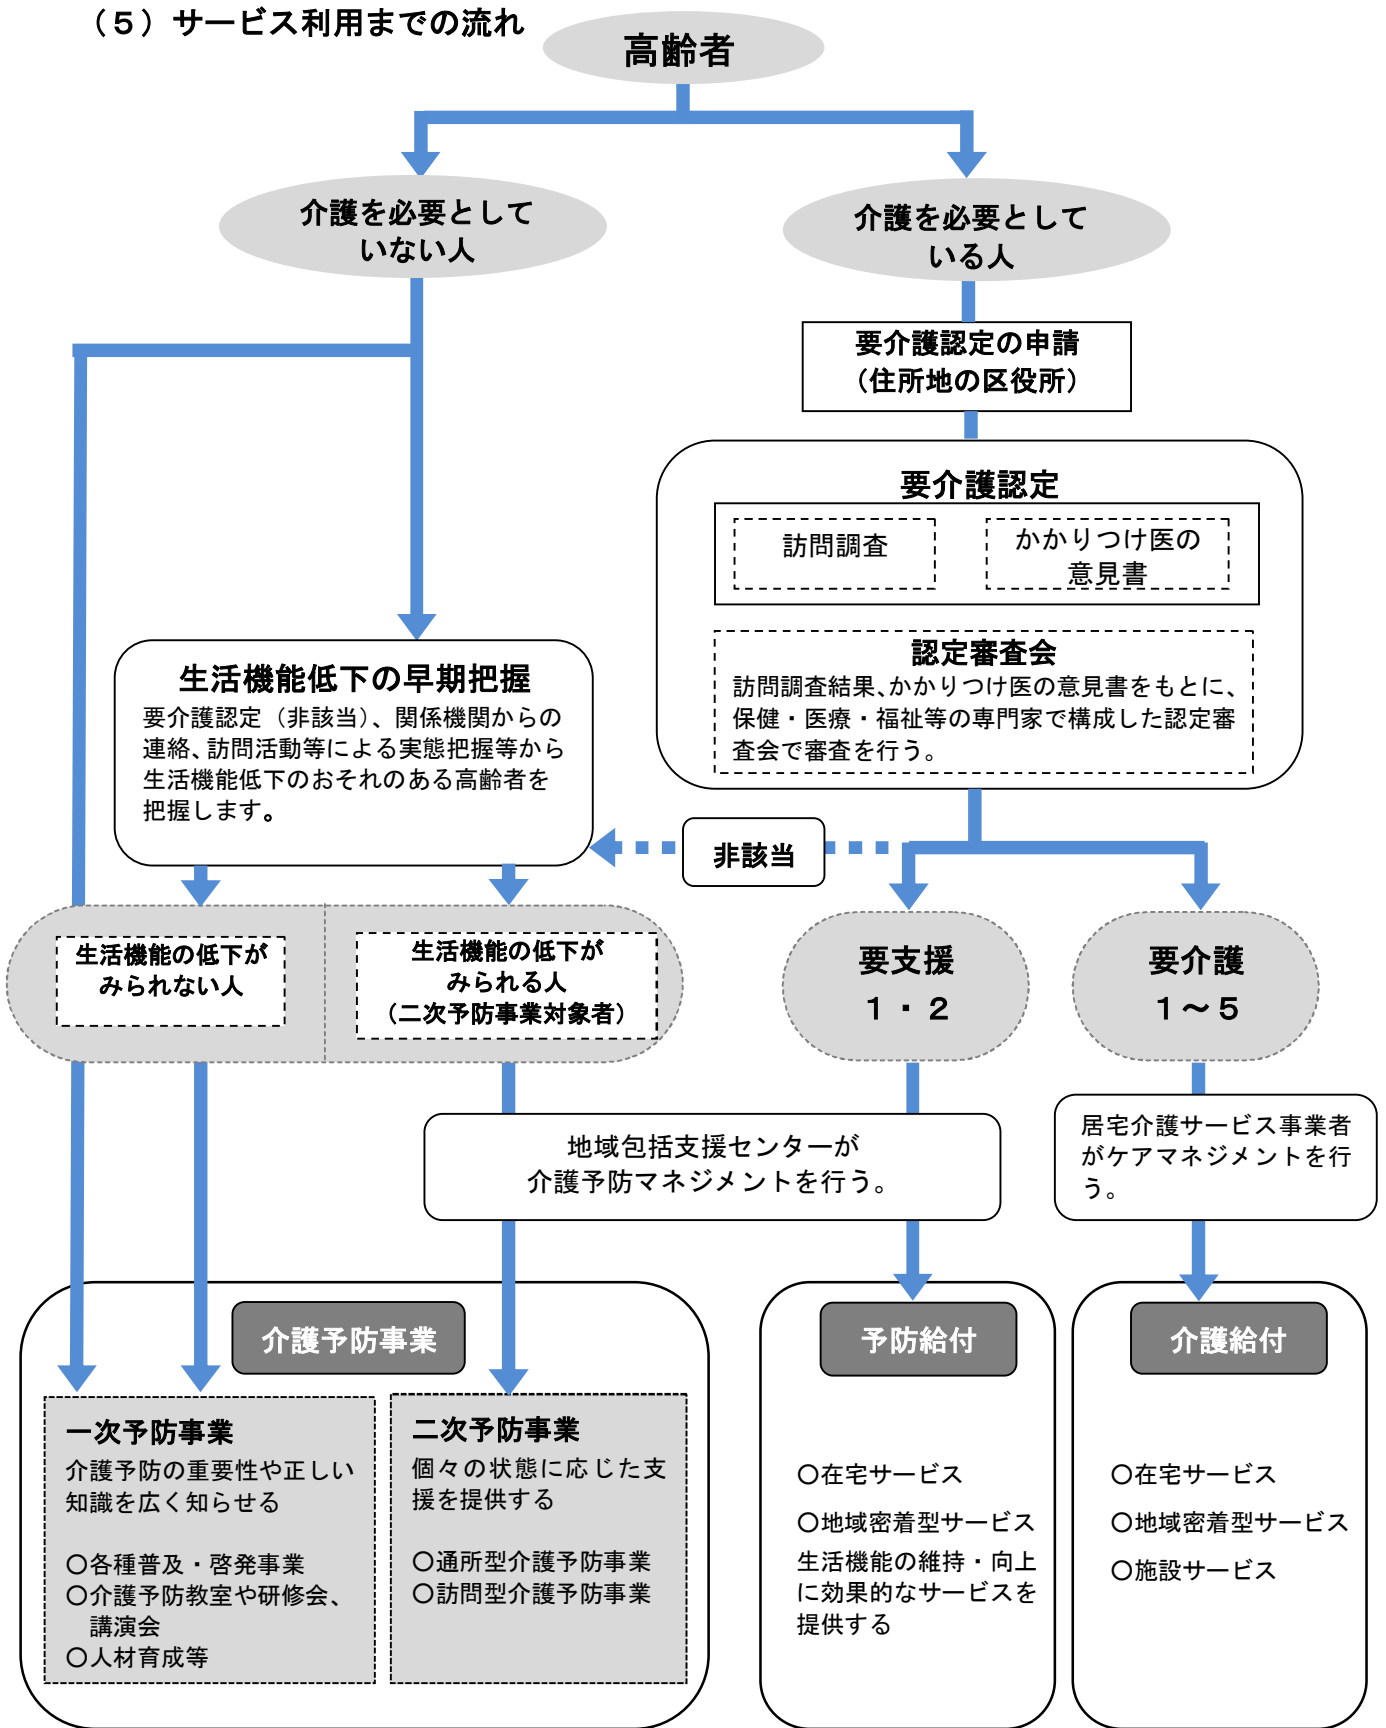 （５）サービス利用までの流れ
高齢者
介護を必要として
いない人
介護を必要として
いる人
要介護認定の申請
（住所地の区役所）
要介護認定
訪問調査
かかりつけ医の
意見書
認定審査会
訪問調査結果、かかりつけ医の意見書をもとに、
保健・医療・福祉等の専門家で構成した認定審
査会で審査を行う。
生活機能低下の早期把握
要介護認定（非該当）、関係機関からの
連絡、訪問活動等による実態把握等から
生活機能低下のおそれのある高齢者を
把握します。
非該当
生活機能の低下が
みられない人
生活機能の低下が
みられる人
（二次予防事業対象者）
要支援
１・２
要介護
１～５
地域包括支援センターが
介護予防マネジメントを行う。
居宅介護サービス事業者
がケアマネジメントを行
う。
介護予防事業
一次予防事業
介護予防の重要性や正しい
知識を広く知らせる
○各種普及・啓発事業
○介護予防教室や研修会、
講演会
○人材育成等
二次予防事業
個々の状態に応じた支
援を提供する
○通所型介護予防事業
○訪問型介護予防事業
予防給付
○在宅サービス
○地域密着型サービス
生活機能の維持・向上
に効果的なサービスを
提供する
介護給付
○在宅サービス
○地域密着型サービス
○施設サービス